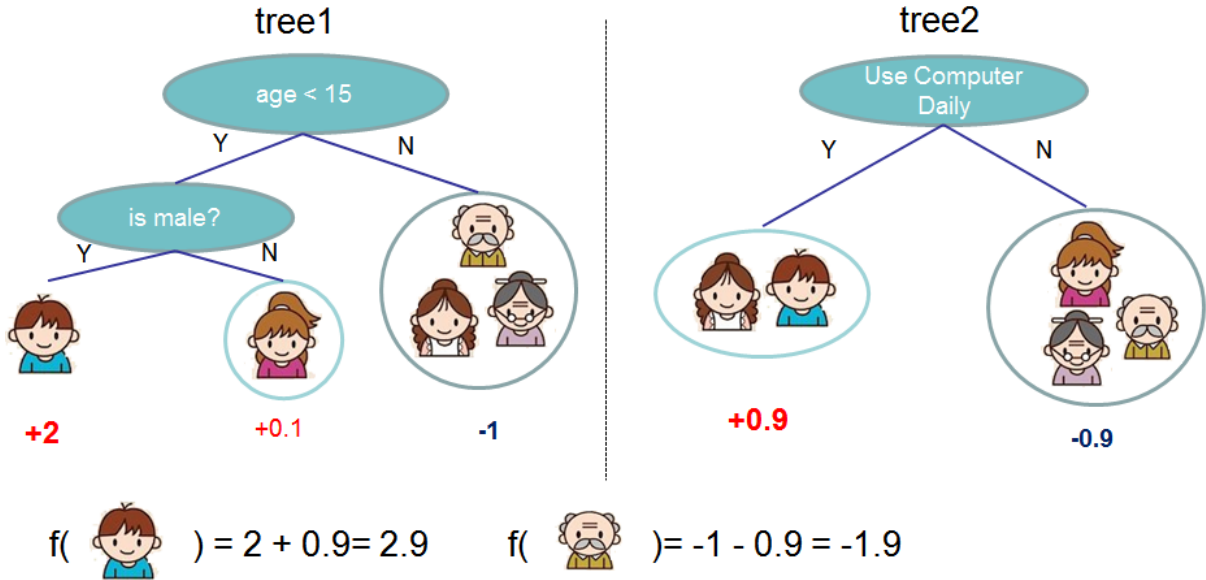 tree1
age < 15
Y
N
is male?
Y
N
+2
+0.1
-1
tree2
Use Computer
Daily
Y
N
+0.9
-0.9
f( ) = 2 + 0.9= 2.9
f( )= -1 - 0.9 = -1.9